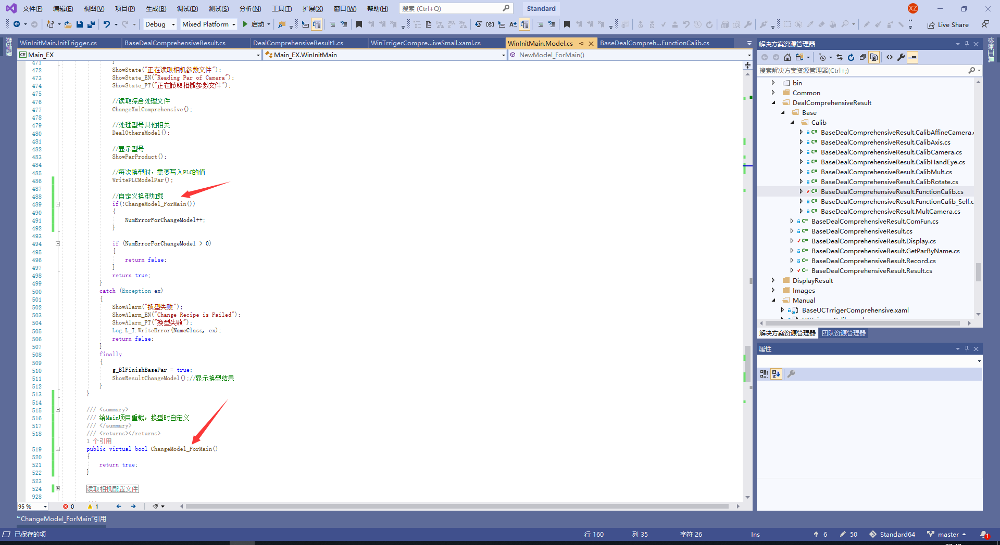 文件(F) 编辑(E) 视图(V) 项目(P) 生成(B) 调试(D) 测试(S) 分析(N) 工具(T) 扩展(X) 窗口(W) 帮助(H) 搜索 (Ctrl+Q) Standard XZ
Debug Mixed Platform 启动 Live Share
数据源
WinInitMain.InitTrigger.cs BaseDealComprehensiveResult.cs DealComprehensiveResult1.cs WinTrrigerCompre...iveSmall.xaml.cs WinInitMain.Model.cs BaseDealCompreh...FunctionCalib.cs
Main_EX Main_EX.WinInitMain NewModel_ForMain()
471 }
472 ShowState("正在读取相机参数文件");
473 ShowState_EN("Reading Par of Camera");
474 ShowState_FT("正在讀取相機參數文件");
475
476 //读取综合处理文件
477 ChangeXmlComprehensive();
478
479 //处理型号其他相关
480 DealOthersModel();
481
482 //显示型号
483 ShowParProduct();
484
485 //每次换型时，需要写入PLC的值
486 WritePLCModelPar();
487
488 //自定义换型加载
489 if(!ChangeModel_ForMain())
490 {
491 NumErrorForChangeModel++;
492 }
493
494 if (NumErrorForChangeModel > 0)
495 {
496 return false;
497 }
498 return true;
499 }
500 catch (Exception ex)
501 {
502 ShowAlarm("换型失败");
503 ShowAlarm_EN("Change Recipe is Failed");
504 ShowAlarm_FT("換型失敗");
505 Log.L_I.WriteError(NameClass, ex);
506 return false;
507 }
508 finally
509 {
510 g_BlFinishBasePar = true;
511 ShowResultChangeModel();//显示换型结果
512 }
513 }
514
515 /// <summary>
516 /// 给Main项目重载，换型时自定义
517 /// </summary>
518 /// <returns></returns>
1 个引用
519 public virtual bool ChangeModel_ForMain()
520 {
521 return true;
522 }
523
524 读取相机配置文件
928
95 % 0 1
"ChangeModel_ForMain"引用
解决方案资源管理器
搜索解决方案资源管理器(Ctrl+;)
bin
Common
DealComprehensiveResult
Base
Calib
C# BaseDealComprehensiveResult.CalibAffineCamera.c
C# BaseDealComprehensiveResult.CalibAxis.cs
C# BaseDealComprehensiveResult.CalibCamera.cs
C# BaseDealComprehensiveResult.CalibHandEye.cs
C# BaseDealComprehensiveResult.CalibMult.cs
C# BaseDealComprehensiveResult.CalibRotate.cs
C# BaseDealComprehensiveResult.FunctionCalib.cs
C# BaseDealComprehensiveResult.FunctionCalib_Self.c
C# BaseDealComprehensiveResult.MultCamera.cs
C# BaseDealComprehensiveResult.ComFun.cs
C# BaseDealComprehensiveResult.cs
C# BaseDealComprehensiveResult.Display.cs
C# BaseDealComprehensiveResult.GetParByName.cs
C# BaseDealComprehensiveResult.Record.cs
C# BaseDealComprehensiveResult.Result.cs
DisplayResult
Images
Manual
BaseUCTrrigerComprehensive.xaml
解决方案资源管理器 团队资源管理器
属性
诊断工具
已保存的项 行 160 列 35 字符 26 Ins 6 50 Standard64 master 1